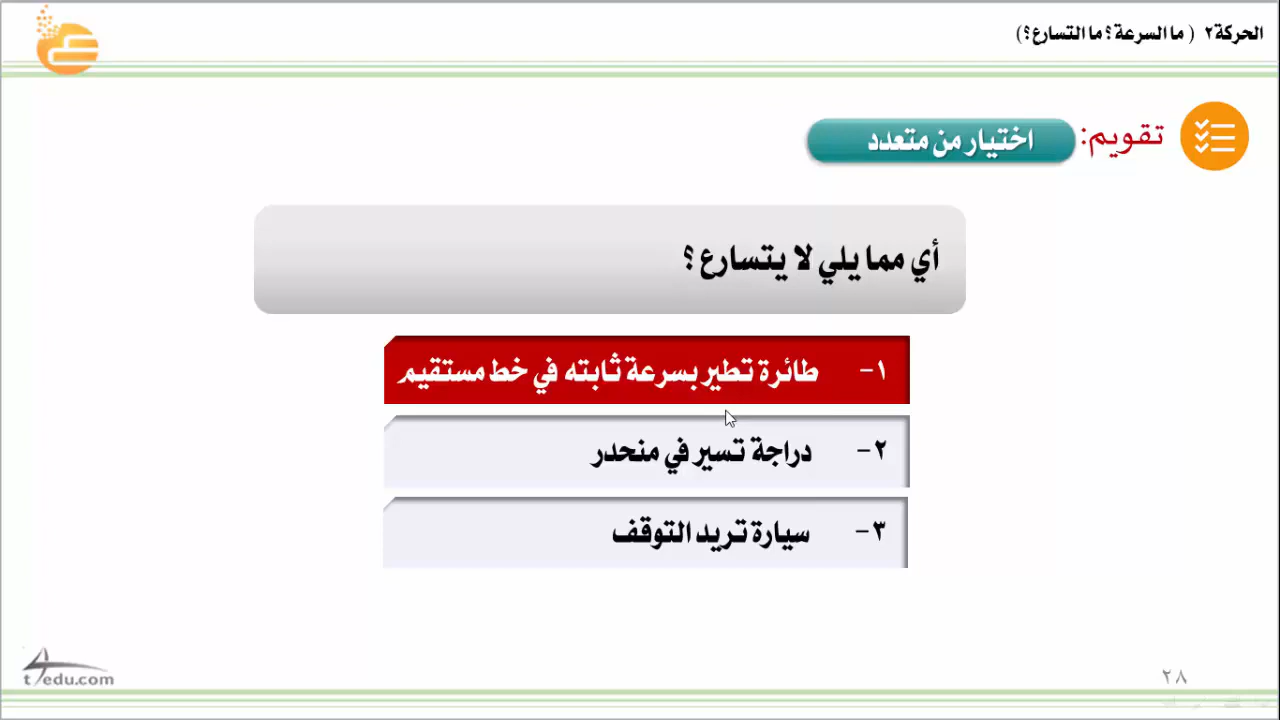 الحركة٢ ( ما السرعة؟ ما التسارع؟)
تقويم:
اختيار من متعدد
أي مما يلي لا يتسارع ؟
١- طائرة تطير بسرعة ثابته في خط مستقيم
٢- دراجة تسير في منحدر
٣- سيارة تريد التوقف
t4edu.com
٢٨